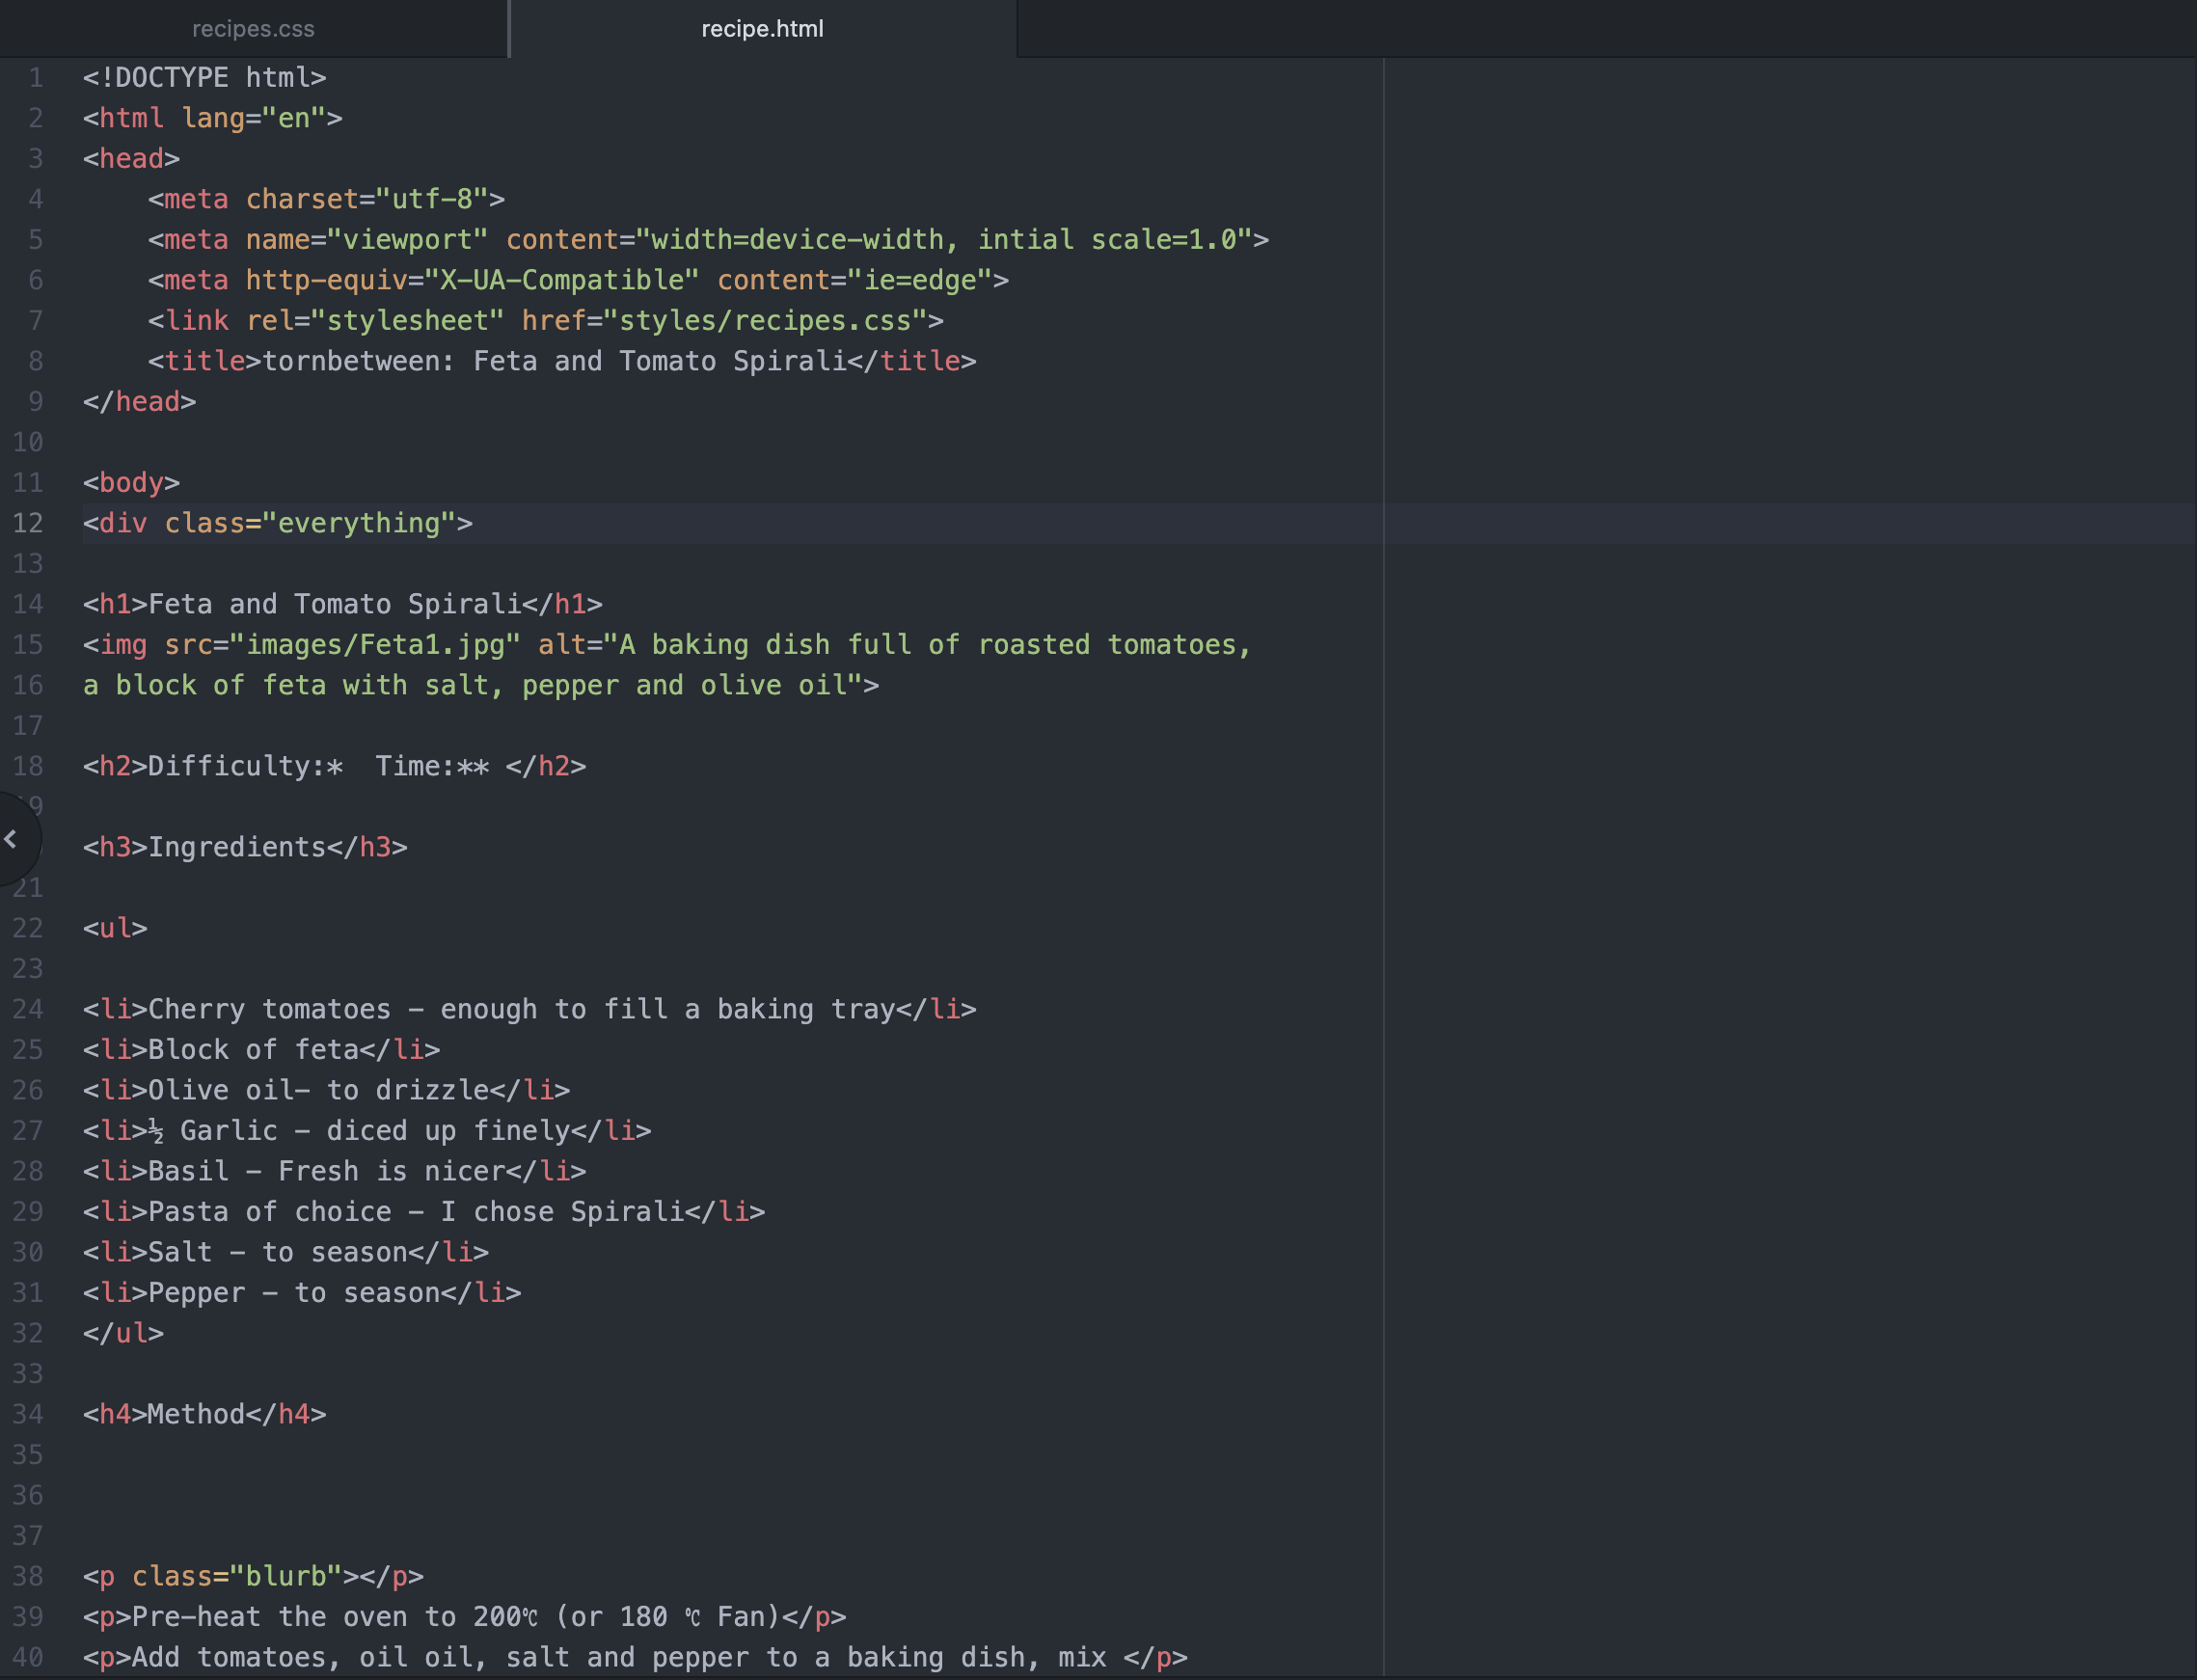 recipes.css
recipe.html
1 <!DOCTYPE html>
2 <html lang="en">
3 <head>
4     <meta charset="utf-8">
5     <meta name="viewport" content="width=device-width, intial scale=1.0">
6     <meta http-equiv="X-UA-Compatible" content="ie=edge">
7     <link rel="stylesheet" href="styles/recipes.css">
8     <title>tornbetween: Feta and Tomato Spirali</title>
9 </head>
10
11 <body>
12 <div class="everything">
13
14 <h1>Feta and Tomato Spirali</h1>
15 <img src="images/Feta1.jpg" alt="A baking dish full of roasted tomatoes,
16 a block of feta with salt, pepper and olive oil">
17
18 <h2>Difficulty:*  Time:** </h2>
9
<h3>Ingredients</h3>
21
22 <ul>
23
24 <li>Cherry tomatoes - enough to fill a baking tray</li>
25 <li>Block of feta</li>
26 <li>Olive oil- to drizzle</li>
27 <li>½ Garlic - diced up finely</li>
28 <li>Basil - Fresh is nicer</li>
29 <li>Pasta of choice - I chose Spirali</li>
30 <li>Salt - to season</li>
31 <li>Pepper - to season</li>
32 </ul>
33
34 <h4>Method</h4>
35
36
37
38 <p class="blurb"></p>
39 <p>Pre-heat the oven to 200℃ (or 180 ℃ Fan)</p>
40 <p>Add tomatoes, oil oil, salt and pepper to a baking dish, mix </p>